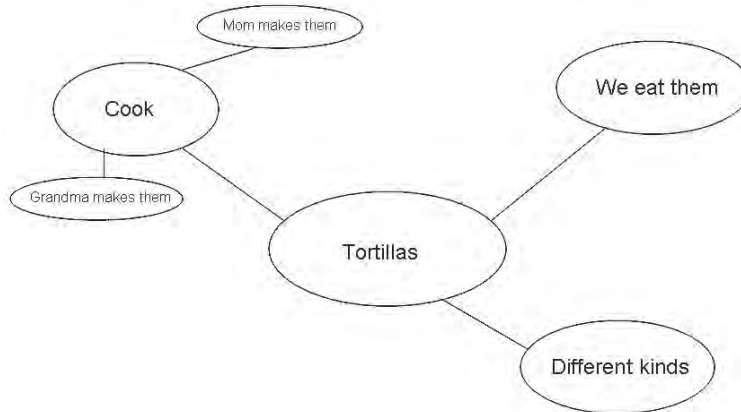 Mom makes them
Cook
We eat them
Grandma makes them
Tortillas
Different kinds